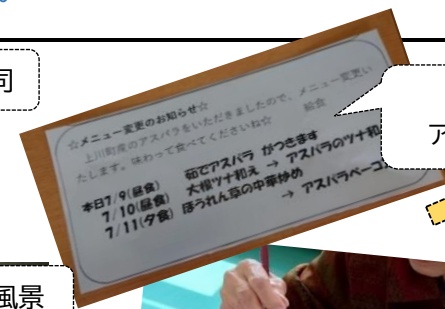 司
☆メニュー変更のお知らせ☆
上川町産のアスパラをいただきましたので、メニュー変更い
たします。味わって食べてくださいね☆ 給食
本日7/9(昼食) 茹でアスパラ がつきます
7/10(昼食) 大根ツナ和え → アスパラのツナ和
7/11(夕食) ほうれん草の中華炒め
→ アスパラベーコ
ア
風景